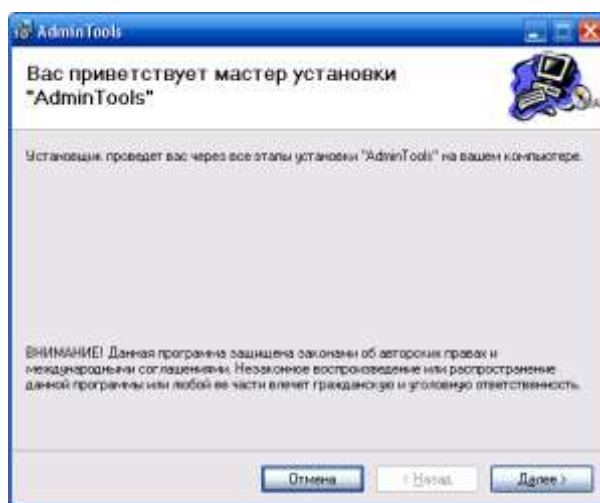 AdminTools
Вас приветствует мастер установки
"AdminTools"
Установщик проведет вас через все этапы установки "AdminTools" на вашем компьютере.
ВНИМАНИЕ! Данная программа защищена законами об авторских правах и
международными соглашениями. Незаконное воспроизведение или распространение
данной программы или любой ее части влечет гражданскую и уголовную ответственность.
Отмена
< Назад
Далее >